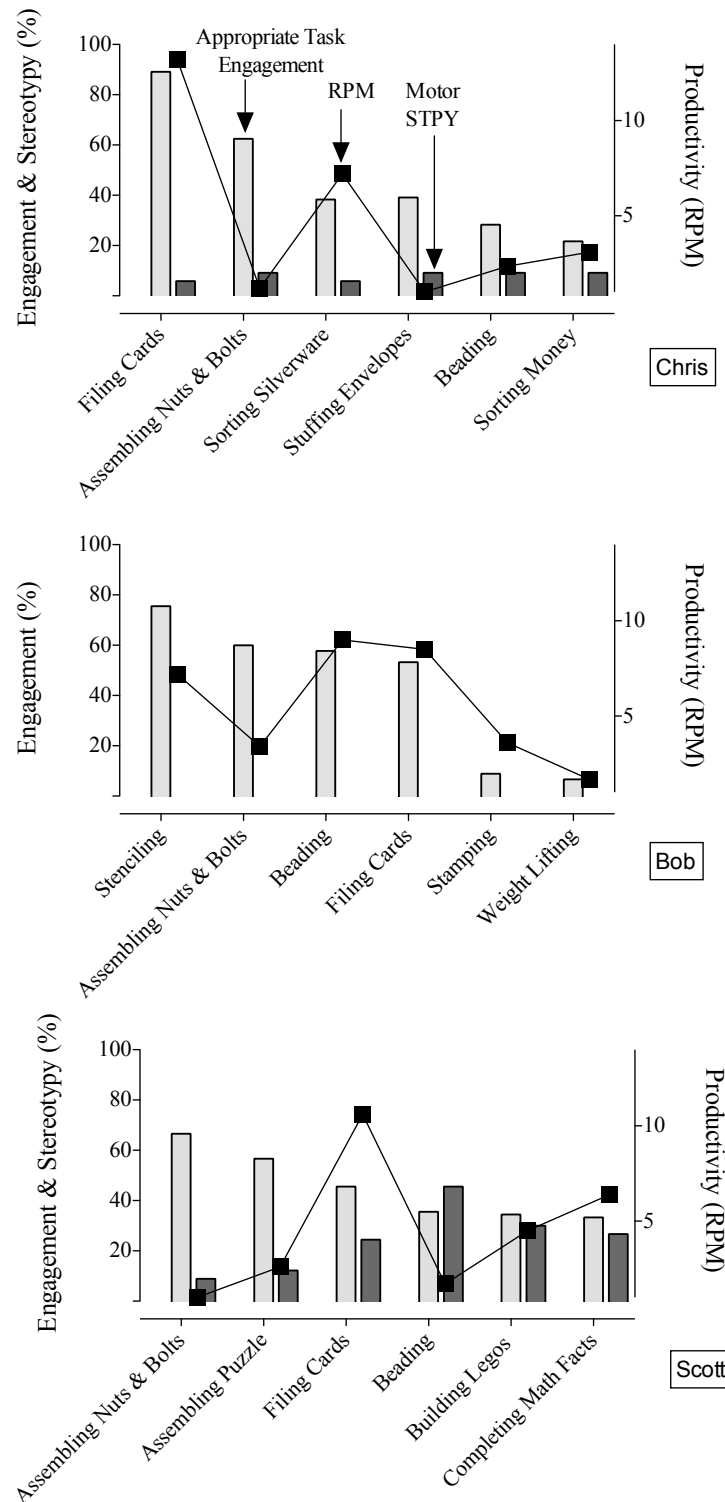 Engagement & Stereotypy (%)
100
80
60
40
20
Appropriate Task
Engagement
RPM
Motor
STPY
10
5
Productivity (RPM)
Filing Cards
Assembling Nuts & Bolts
Sorting Silverware
Stuffing Envelopes
Beading
Sorting Money
Chris
Engagement (%)
100
80
60
40
20
10
5
Productivity (RPM)
Stenciling
Assembling Nuts & Bolts
Beading
Filing Cards
Stamping
Weight Lifting
Bob
Engagement & Stereotypy (%)
100
80
60
40
20
10
5
Productivity (RPM)
Assembling Nuts & Bolts
Assembling Puzzle
Filing Cards
Beading
Building Legos
Completing Math Facts
Scott